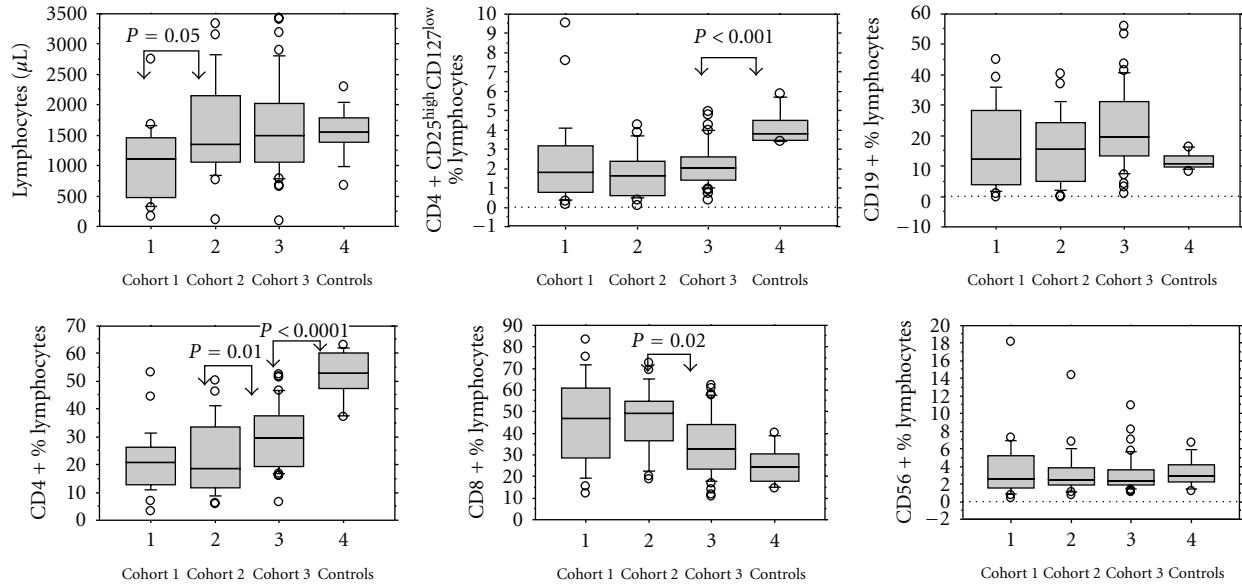 Lymphocytes (μL)
3500
3000
2500
2000
1500
1000
500
0
P = 0.05
1 2 3 4
Cohort 1 Cohort 2 Cohort 3 Controls
CD4 + CD25high CD127low
% lymphocytes
10
9
8
7
6
5
4
3
2
1
0
−1
P < 0.001
1 2 3 4
Cohort 1 Cohort 2 Cohort 3 Controls
CD19 + % lymphocytes
60
50
40
30
20
10
0
−10
1 2 3 4
Cohort 1 Cohort 2 Cohort 3 Controls
CD4 + % lymphocytes
70
60
50
40
30
20
10
0
P < 0.0001
P = 0.01
1 2 3 4
Cohort 1 Cohort 2 Cohort 3 Controls
CD8 + % lymphocytes
90
80
70
60
50
40
30
20
10
0
P = 0.02
1 2 3 4
Cohort 1 Cohort 2 Cohort 3 Controls
CD56 + % lymphocytes
20
18
16
14
12
10
8
6
4
2
0
−2
1 2 3 4
Cohort 1 Cohort 2 Cohort 3 Controls